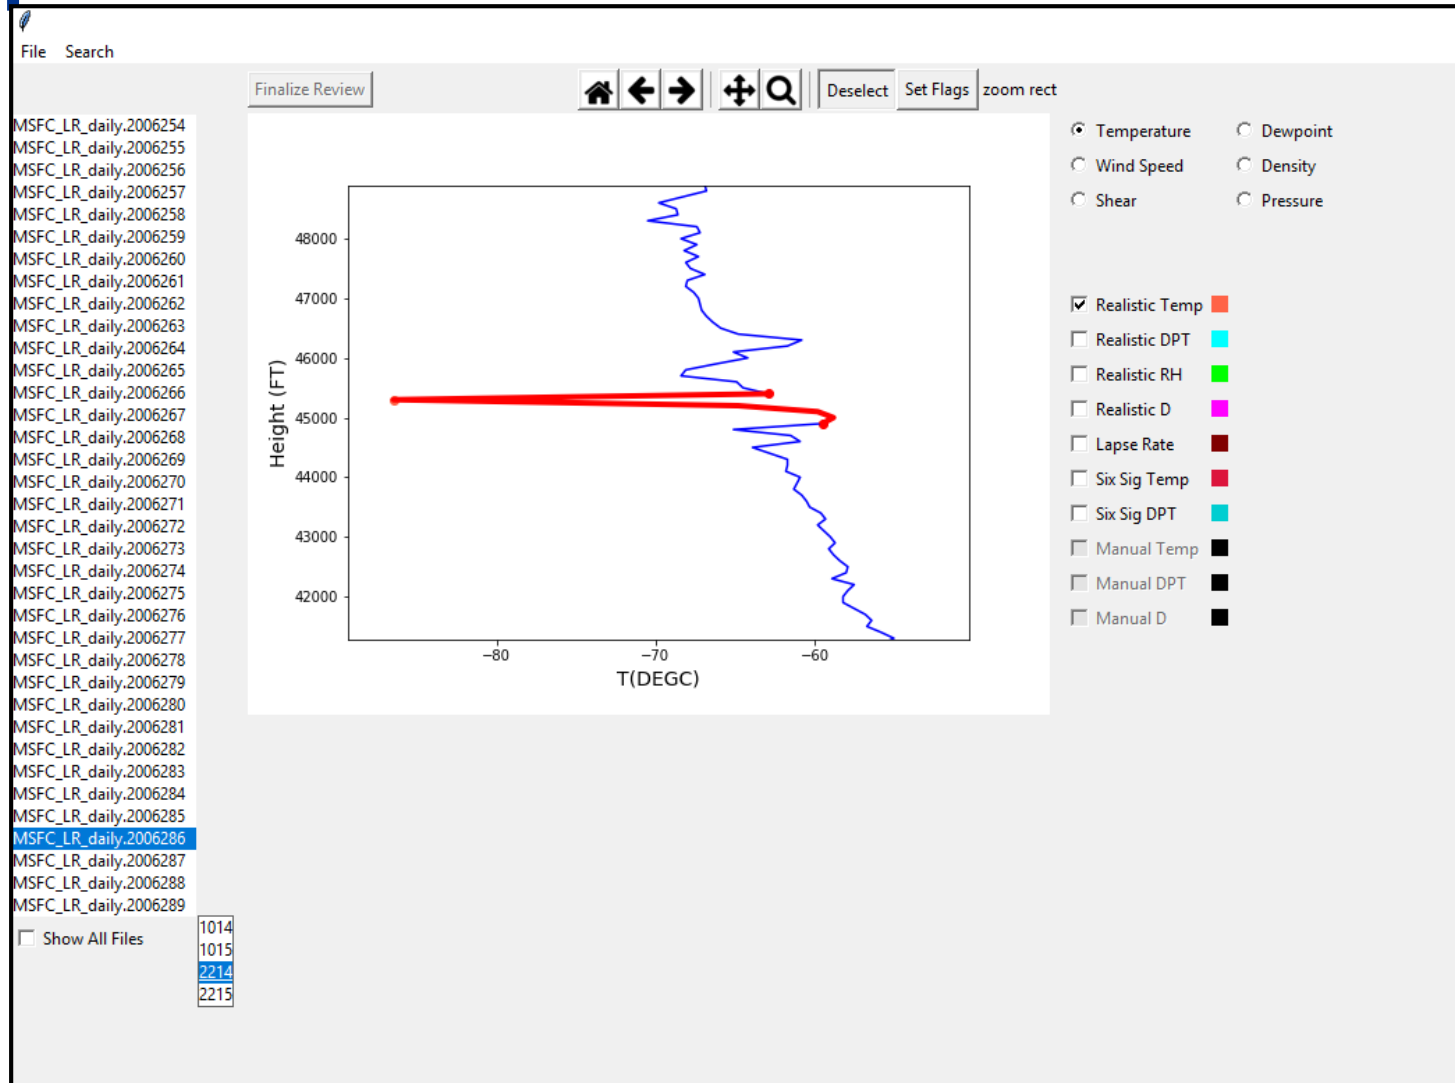 File Search
Finalize Review
Deselect Set Flags zoom rect
MSFC_LR_daily.2006254
MSFC_LR_daily.2006255
MSFC_LR_daily.2006256
MSFC_LR_daily.2006257
MSFC_LR_daily.2006258
MSFC_LR_daily.2006259
MSFC_LR_daily.2006260
MSFC_LR_daily.2006261
MSFC_LR_daily.2006262
MSFC_LR_daily.2006263
MSFC_LR_daily.2006264
MSFC_LR_daily.2006265
MSFC_LR_daily.2006266
MSFC_LR_daily.2006267
MSFC_LR_daily.2006268
MSFC_LR_daily.2006269
MSFC_LR_daily.2006270
MSFC_LR_daily.2006271
MSFC_LR_daily.2006272
MSFC_LR_daily.2006273
MSFC_LR_daily.2006274
MSFC_LR_daily.2006275
MSFC_LR_daily.2006276
MSFC_LR_daily.2006277
MSFC_LR_daily.2006278
MSFC_LR_daily.2006279
MSFC_LR_daily.2006280
MSFC_LR_daily.2006281
MSFC_LR_daily.2006282
MSFC_LR_daily.2006283
MSFC_LR_daily.2006284
MSFC_LR_daily.2006285
MSFC_LR_daily.2006286
MSFC_LR_daily.2006287
MSFC_LR_daily.2006288
MSFC_LR_daily.2006289
Show All Files
1014
1015
2214
2215
Height (FT)
48000
47000
46000
45000
44000
43000
42000
−80 −70 −60
T(DEGC)
Temperature Dewpoint
Wind Speed Density
Shear Pressure
Realistic Temp
Realistic DPT
Realistic RH
Realistic D
Lapse Rate
Six Sig Temp
Six Sig DPT
Manual Temp
Manual DPT
Manual D